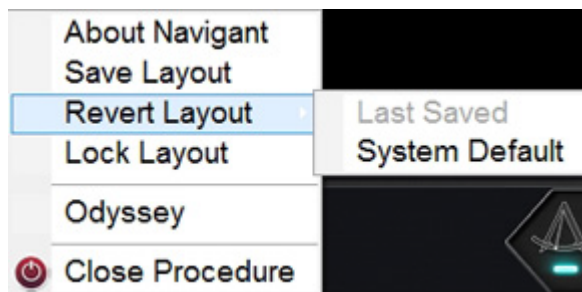 About Navigant
Save Layout
Revert Layout
Last Saved
Lock Layout
System Default
Odyssey
Close Procedure